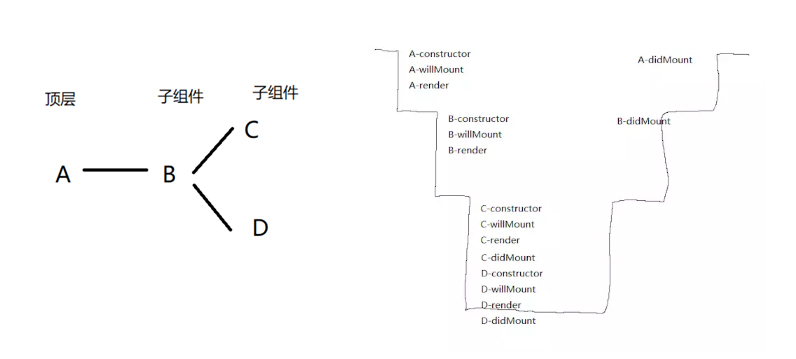 顶层
子组件
子组件
A
B
C
D
A-constructor
A-willMount
A-render
B-constructor
B-willMount
B-render
C-constructor
C-willMount
C-render
C-didMount
D-constructor
D-willMount
D-render
D-didMount
B-didMount
A-didMount